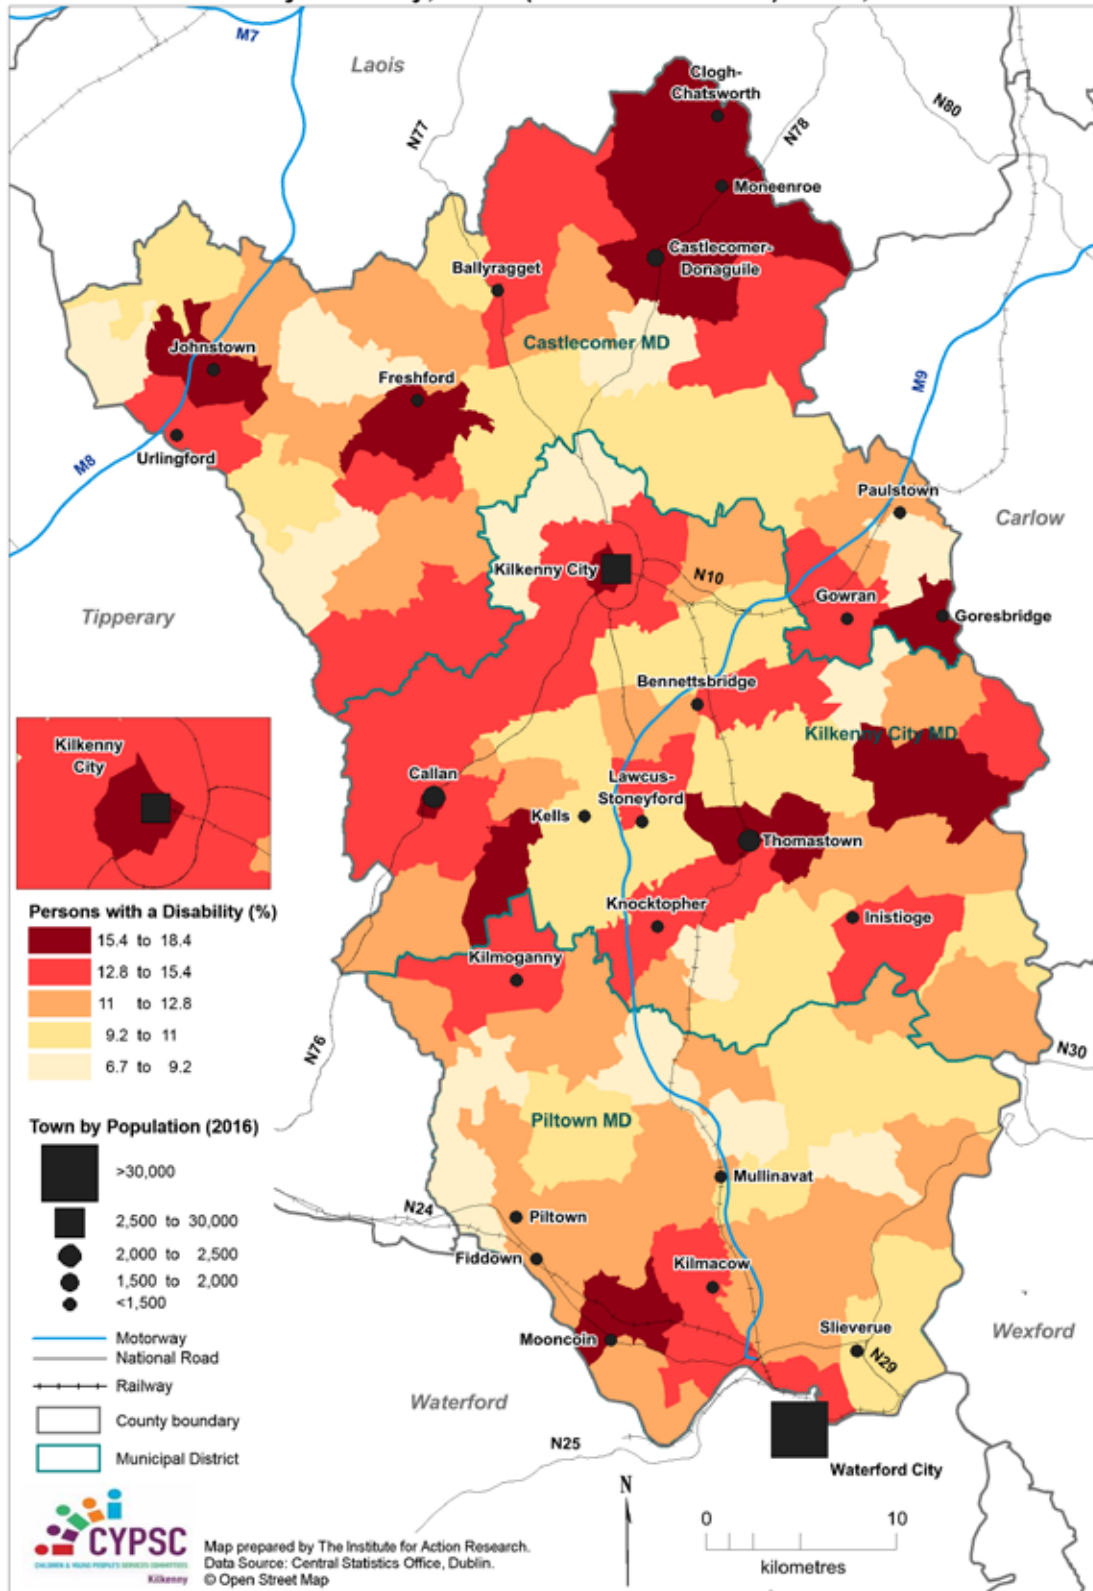 M7
Laois
Clogh-
Chatsworth
N80
N77
N78
Moneenroe
Castlecomer-
Donaguile
Ballyragget
Castlecomer MD
Johnstown
Freshford
M9
Urlingford
M8
Paulstown
Carlow
Kilkenny City
N10
Gowran
Goresbridge
Tipperary
Bennettsbridge
Kilkenny City MD
Kilkenny
City
Callan
Lawcus-
Stoneyford
Kells
Thomastown
Knocktopher
Inistioge
Kilmoganny
Persons with a Disability (%)
15.4 to 18.4
12.8 to 15.4
11 to 12.8
9.2 to 11
6.7 to 9.2
N76
N30
Piltown MD
Town by Population (2016)
>30,000
2,500 to 30,000
2,000 to 2,500
1,500 to 2,000
<1,500
Mullinavat
N24
Piltown
Fiddown
Kilmacow
Mooncoin
Slieverue
N29
Wexford
Motorway
National Road
Railway
County boundary
Municipal District
Waterford
N25
Waterford City
N
0 10
kilometres
CYPSC
CHILDREN & YOUNG PEOPLE'S SERVICES COMMITTEES
Kilkenny
Map prepared by The Institute for Action Research.
Data Source: Central Statistics Office, Dublin.
© Open Street Map